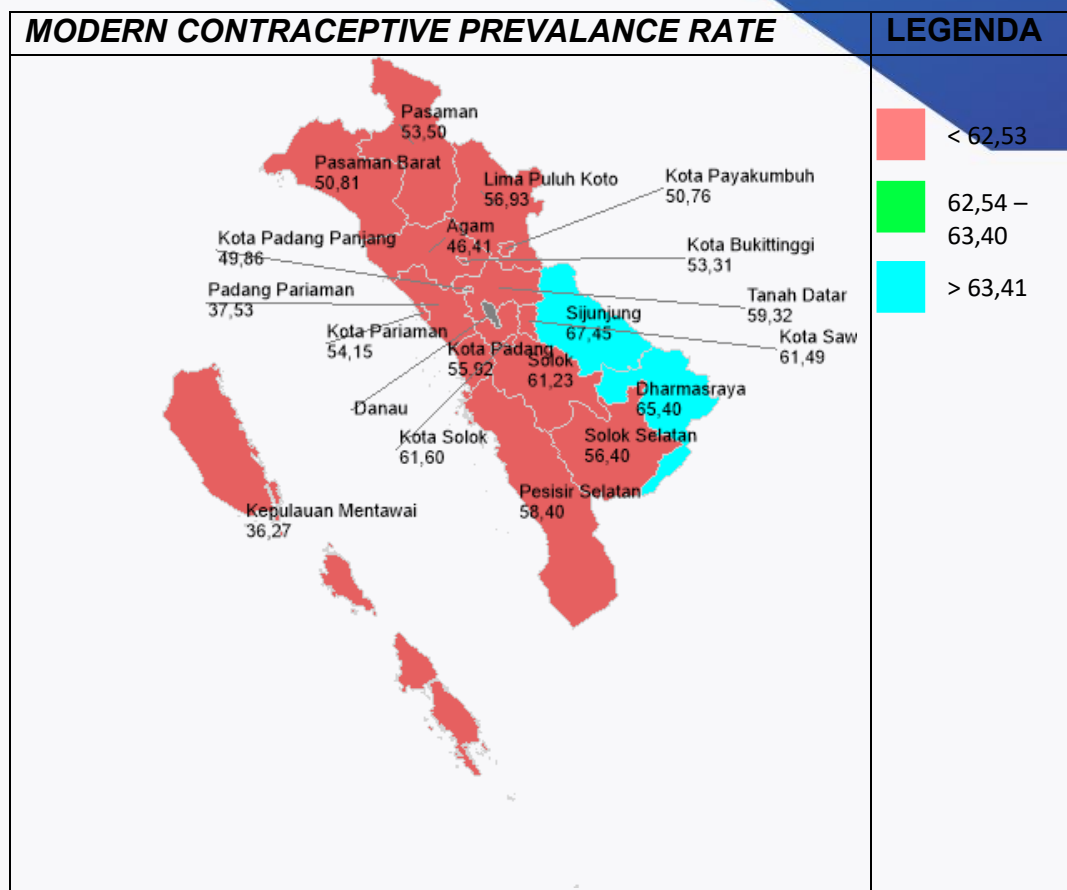 MODERN CONTRACEPTIVE PREVALANCE RATE
LEGENDA
< 62,53
62,54 –
63,40
> 63,41
Pasaman
53,50
Pasaman Barat
50,81
Lima Puluh Koto
56,93
Kota Payakumbuh
50,76
Agam
46,41
Kota Padang Panjang
49,86
Kota Bukittinggi
53,31
Padang Pariaman
37,53
Tanah Datar
59,32
Sijunjung
67,45
Kota Pariaman
54,15
Kota Saw
61,49
Kota Padang
55,92
Solok
61,23
Dharmasraya
65,40
Danau
Kota Solok
61,60
Solok Selatan
56,40
Pesisir Selatan
58,40
Kepulauan Mentawai
36,27